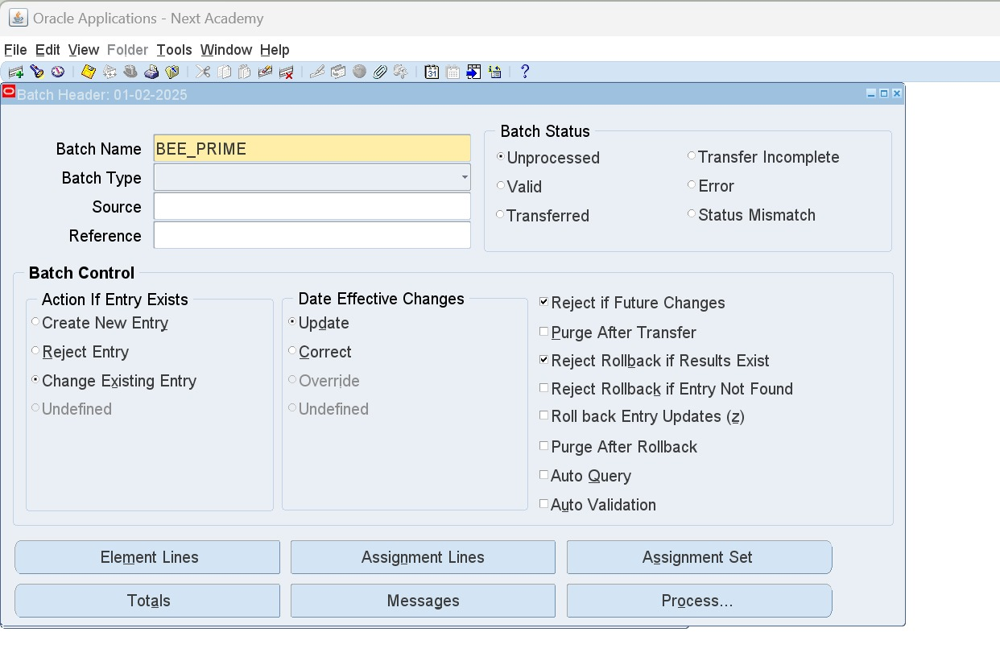 Oracle Applications - Next Academy
File Edit View Folder Tools Window Help
31
?
Batch Header: 01-02-2025
Batch Name BEE_PRIME
Batch Type
Source
Reference
Batch Status
Unprocessed Transfer Incomplete
Valid Error
Transferred Status Mismatch
Batch Control
Action If Entry Exists
Create New Entry
Reject Entry
Change Existing Entry
Undefined
Date Effective Changes
Update
Correct
Override
Undefined
Reject if Future Changes
Purge After Transfer
Reject Rollback if Results Exist
Reject Rollback if Entry Not Found
Roll back Entry Updates (z)
Purge After Rollback
Auto Query
Auto Validation
Element Lines Assignment Lines Assignment Set
Totals Messages Process...